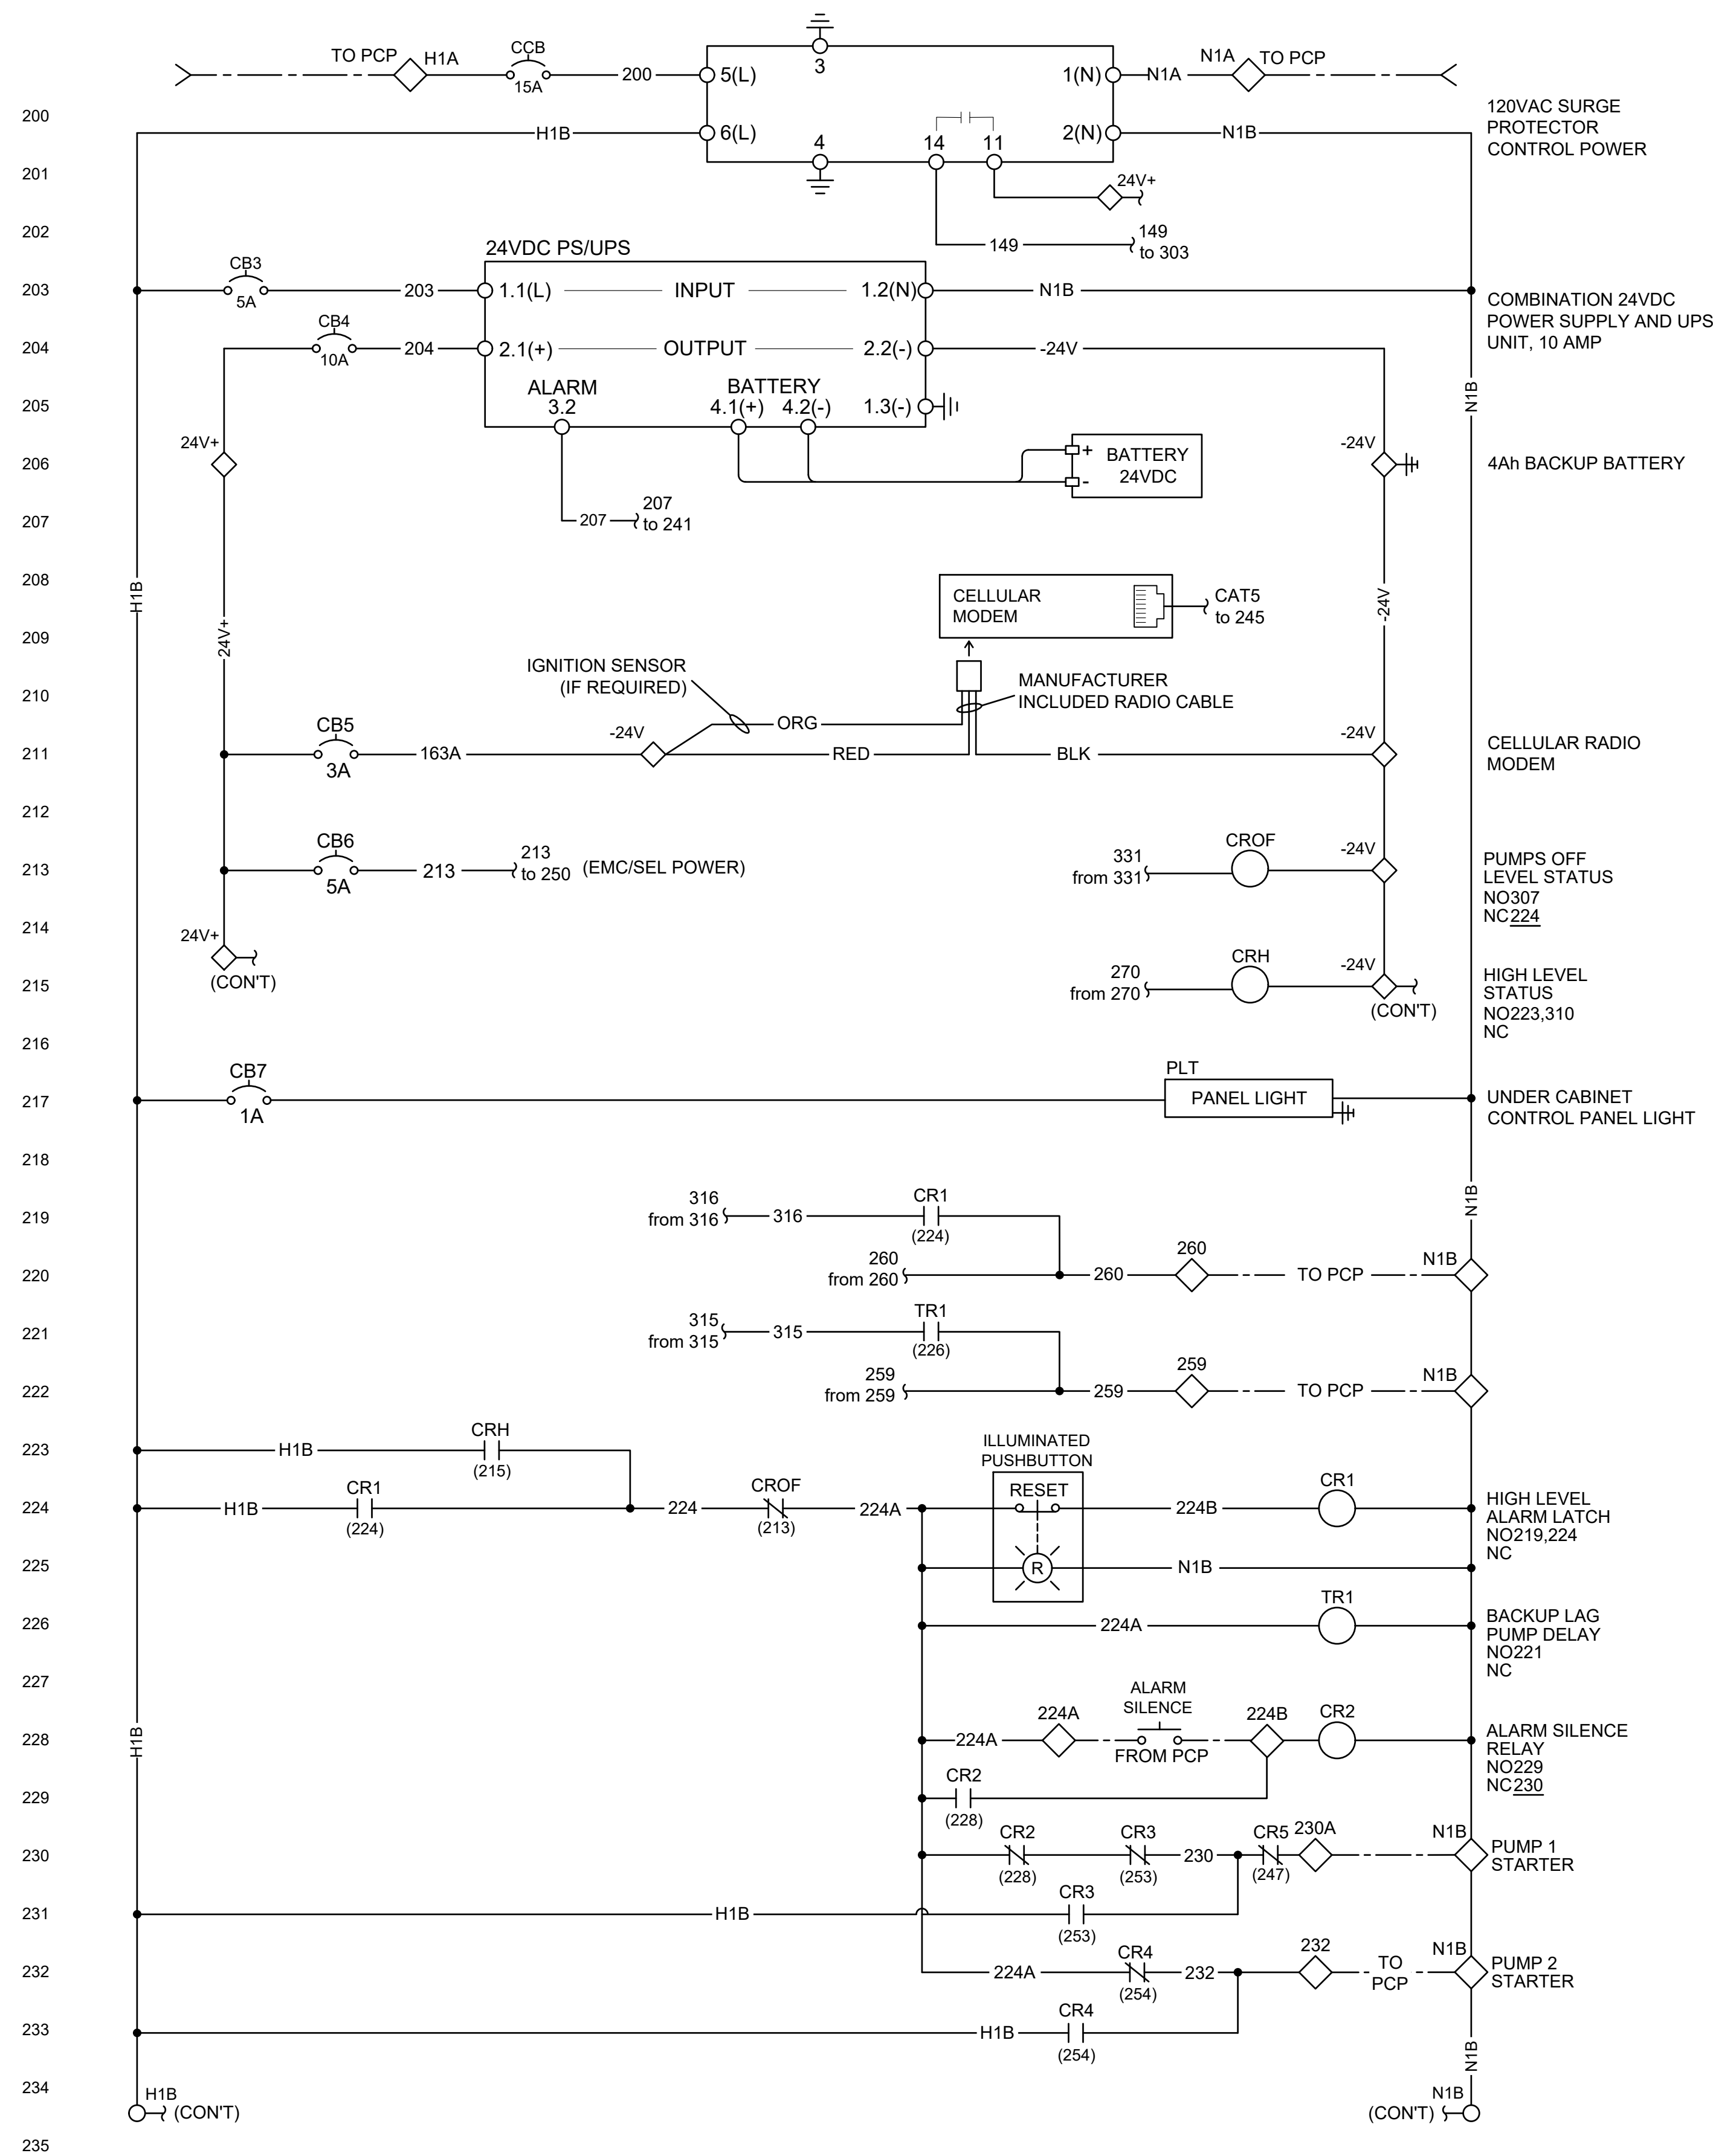 TO PCP H1A CCB 15A 200 5(L) 3 1(N) N1A N1A TO PCP
200 H1B 6(L) 4 14 11 2(N) N1B
120VAC SURGE
PROTECTOR
CONTROL POWER
201
24V+
202
149
149
to 303
24VDC PS/UPS
203 CB3 5A 203 1.1(L) INPUT 1.2(N) N1B
COMBINATION 24VDC
POWER SUPPLY AND UPS
UNIT, 10 AMP
204 CB4 10A 204 2.1(+) OUTPUT 2.2(-) -24V
N1B
205 ALARM
3.2
BATTERY
4.1(+) 4.2(-) 1.3(-)
206 24V+
+
-
BATTERY
24VDC
-24V
4Ah BACKUP BATTERY
207 207
207
to 241
208
H1B
24V+
CELLULAR
MODEM
CAT5
to 245
-24V
209
210
IGNITION SENSOR
(IF REQUIRED)
MANUFACTURER
INCLUDED RADIO CABLE
ORG
211 CB5 3A 163A -24V RED BLK -24V
CELLULAR RADIO
MODEM
212
213 CB6 5A 213
213
to 250
(EMC/SEL POWER)
331
from 331
CROF -24V
PUMPS OFF
LEVEL STATUS
NO307
NC224
214 24V+
(CON'T)
215
270
from 270
CRH -24V
(CON'T)
HIGH LEVEL
STATUS
NO223,310
NC
216
217 CB7 1A PLT
PANEL LIGHT
UNDER CABINET
CONTROL PANEL LIGHT
218
N1B
219
316
from 316
316 CR1
(224)
220
260
from 260
260 260 TO PCP N1B
221
315
from 315
315 TR1
(226)
222
259
from 259
259 259 TO PCP N1B
223 H1B CRH
(215)
ILLUMINATED
PUSHBUTTON
224 H1B CR1
(224)
224 CROF
(213)
224A RESET 224B CR1
HIGH LEVEL
ALARM LATCH
NO219,224
NC
225 R N1B
226 224A TR1
BACKUP LAG
PUMP DELAY
NO221
NC
227
H1B
228 224A 224A
ALARM
SILENCE
FROM PCP
224B CR2
ALARM SILENCE
RELAY
NO229
NC230
229 CR2
(228)
230 CR2
(228)
CR3
(253)
230 CR5
(247)
230A N1B
PUMP 1
STARTER
231 H1B CR3
(253)
232 224A CR4
(254)
232 232 TO
PCP
N1B
PUMP 2
STARTER
233 H1B CR4
(254)
N1B
234 H1B
(CON'T)
N1B
(CON'T)
235